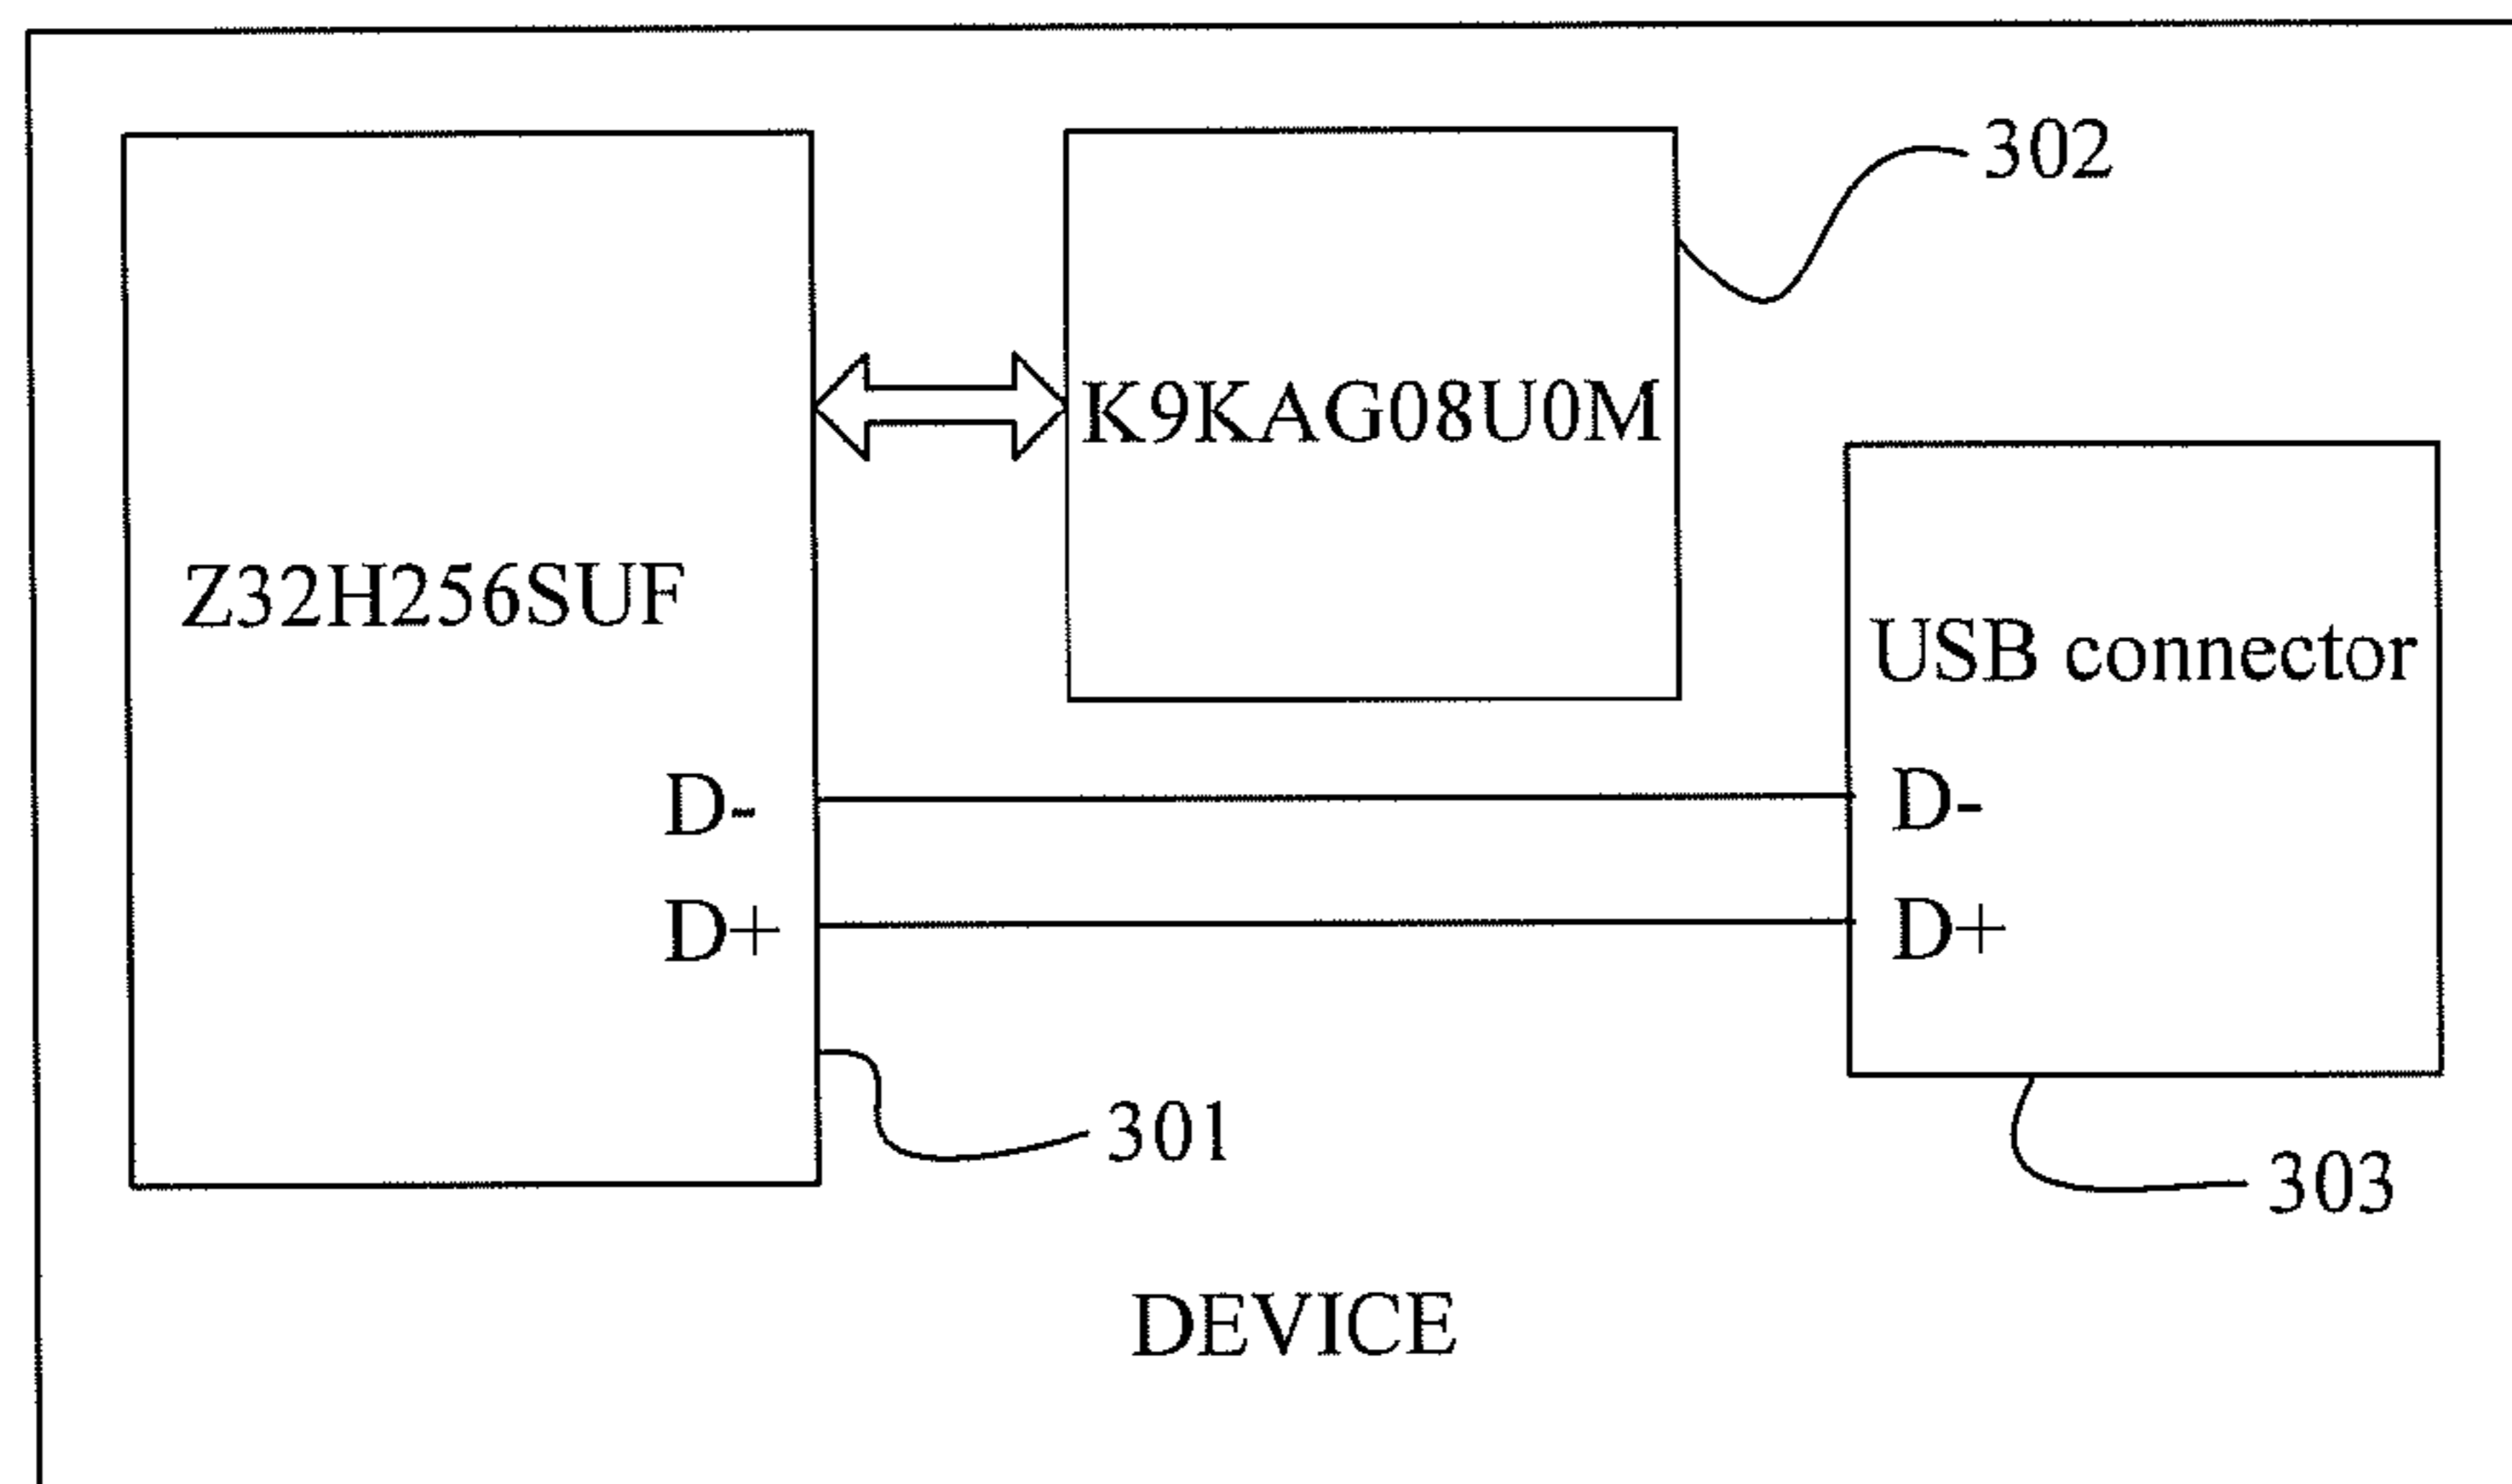 302
K9KAG08U0M
Z32H256SUF
USB connector
D-
D-
D+
D+
301
303
DEVICE